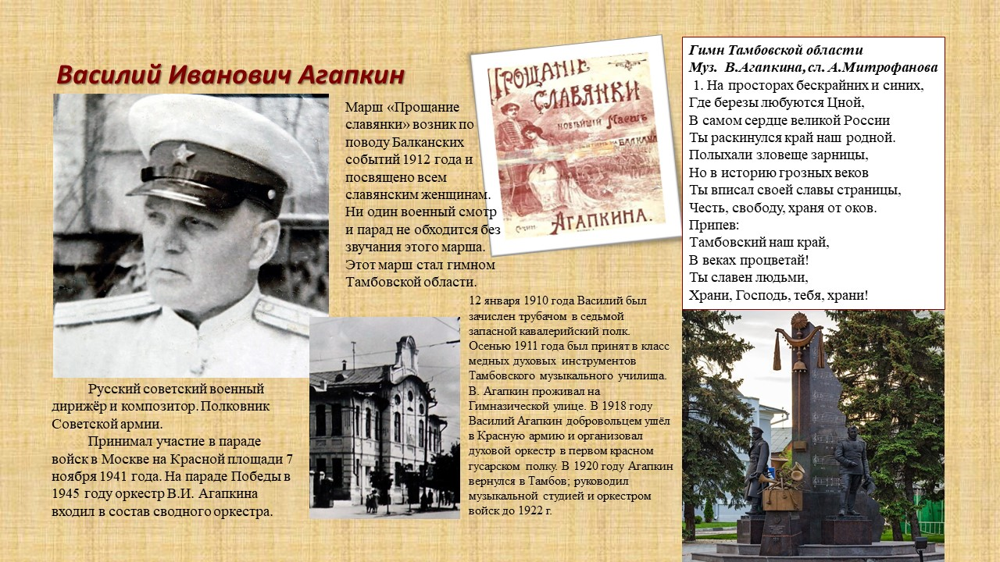 Василий Иванович Агапкин
Марш «Прощание
славянки» возник по
поводу Балканских
событий 1912 года и
посвящено всем
славянским женщинам.
Ни один военный смотр
и парад не обходится без
звучания этого марша.
Этот марш стал гимном
Тамбовской области.
ПРОЩАНIЕ
СЛАВЯНКИ
НОВѢЙШIЙ МАРШЪ
АГАПКИНА.
Гимн Тамбовской области
Муз. В.Агапкина, сл. А.Митрофанова
1. На просторах бескрайних и синих,
Где березы любуются Цной,
В самом сердце великой России
Ты раскинулся край наш родной.
Полыхали зловеще зарницы,
Но в историю грозных веков
Ты вписал своей славы страницы,
Честь, свободу, храня от оков.
Припев:
Тамбовский наш край,
В веках процветай!
Ты славен людьми,
Храни, Господь, тебя, храни!
Русский советский военный
дирижёр и композитор. Полковник
Советской армии.
Принимал участие в параде
войск в Москве на Красной площади 7
ноября 1941 года. На параде Победы в
1945 году оркестр В.И. Агапкина
входил в состав сводного оркестра.
12 января 1910 года Василий был
зачислен трубачом в седьмой
запасной кавалерийский полк.
Осенью 1911 года был принят в класс
медных духовых инструментов
Тамбовского музыкального училища.
В. Агапкин проживал на
Гимназической улице. В 1918 году
Василий Агапкин добровольцем ушёл
в Красную армию и организовал
духовой оркестр в первом красном
гусарском полку. В 1920 году Агапкин
вернулся в Тамбов; руководил
музыкальной студией и оркестром
войск до 1922 г.